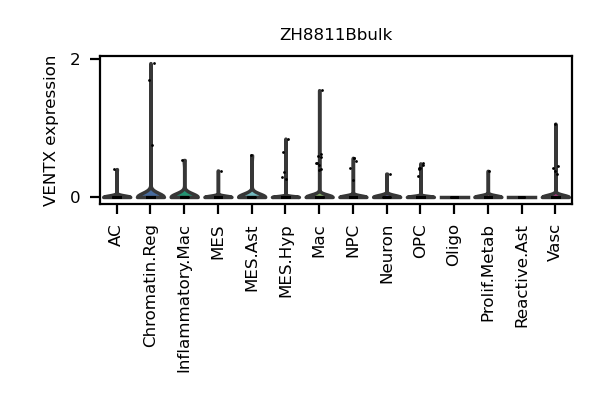 ZH8811Bbulk
VENTX expression
2
0
AC
Chromatin.Reg
Inflammatory.Mac
MES
MES.Ast
MES.Hyp
Mac
NPC
Neuron
OPC
Oligo
Prolif.Metab
Reactive.Ast
Vasc